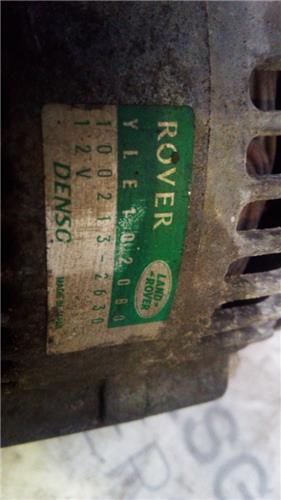 ROVER
YLE102080
LAND-
-ROVER
100213-2630
12V
DENSO